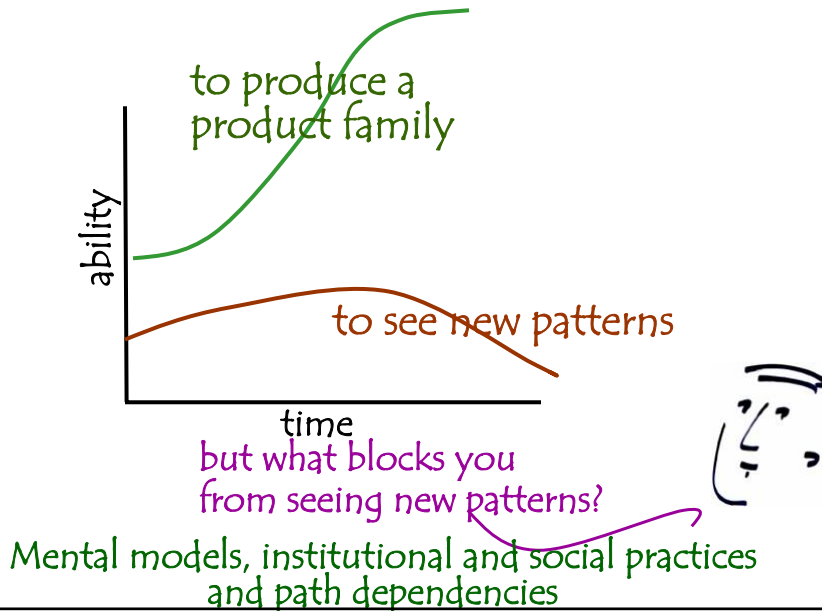 to produce a
product family
ability
to see new patterns
time
but what blocks you
from seeing new patterns?
Mental models, institutional and social practices
and path dependencies